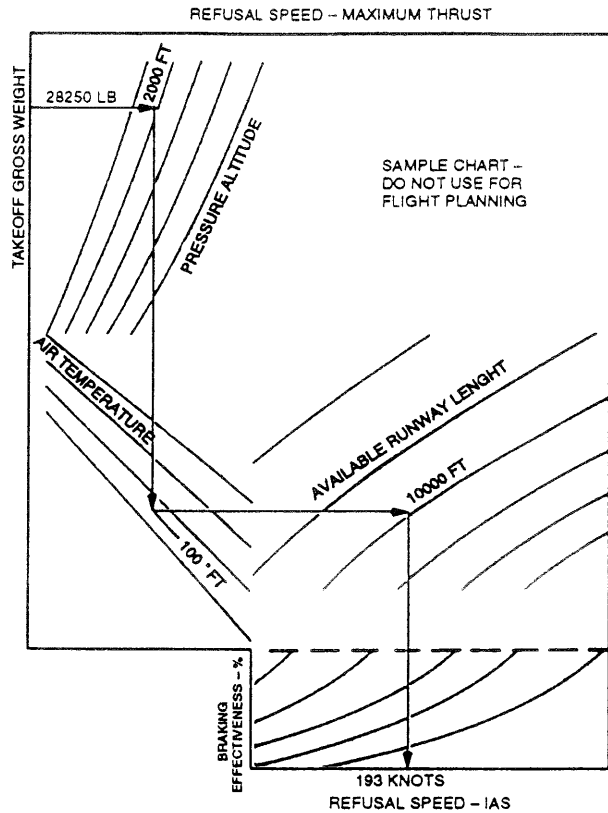 REFUSAL SPEED – MAXIMUM THRUST
28250 LB
2000 FT
TAKEOFF GROSS WEIGHT
PRESSURE ALTITUDE
SAMPLE CHART –
DO NOT USE FOR
FLIGHT PLANNING
AIR TEMPERATURE
AVAILABLE RUNWAY LENGHT
10000 FT
100 °FT
BRAKING
EFFECTIVENESS – %
193 KNOTS
REFUSAL SPEED – IAS